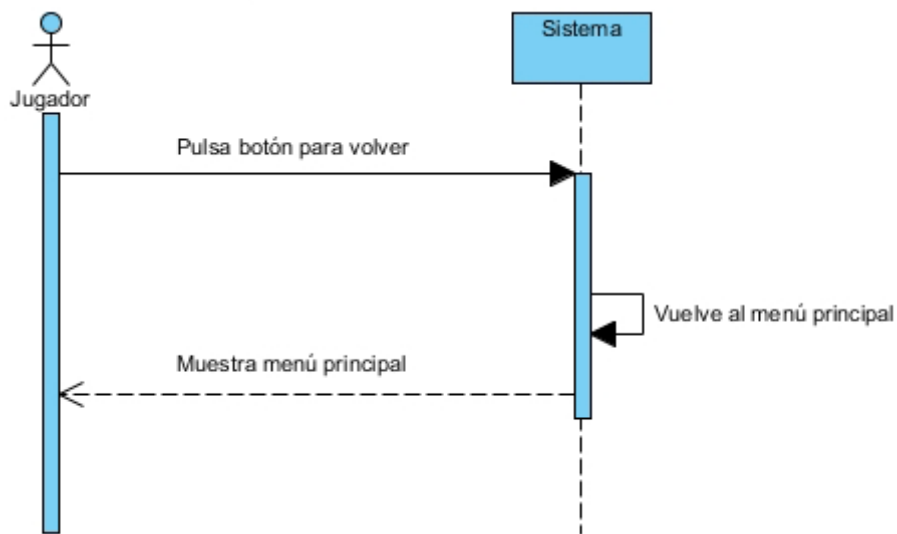 Sistema
Jugador
Pulsa botón para volver
Vuelve al menú principal
Muestra menú principal